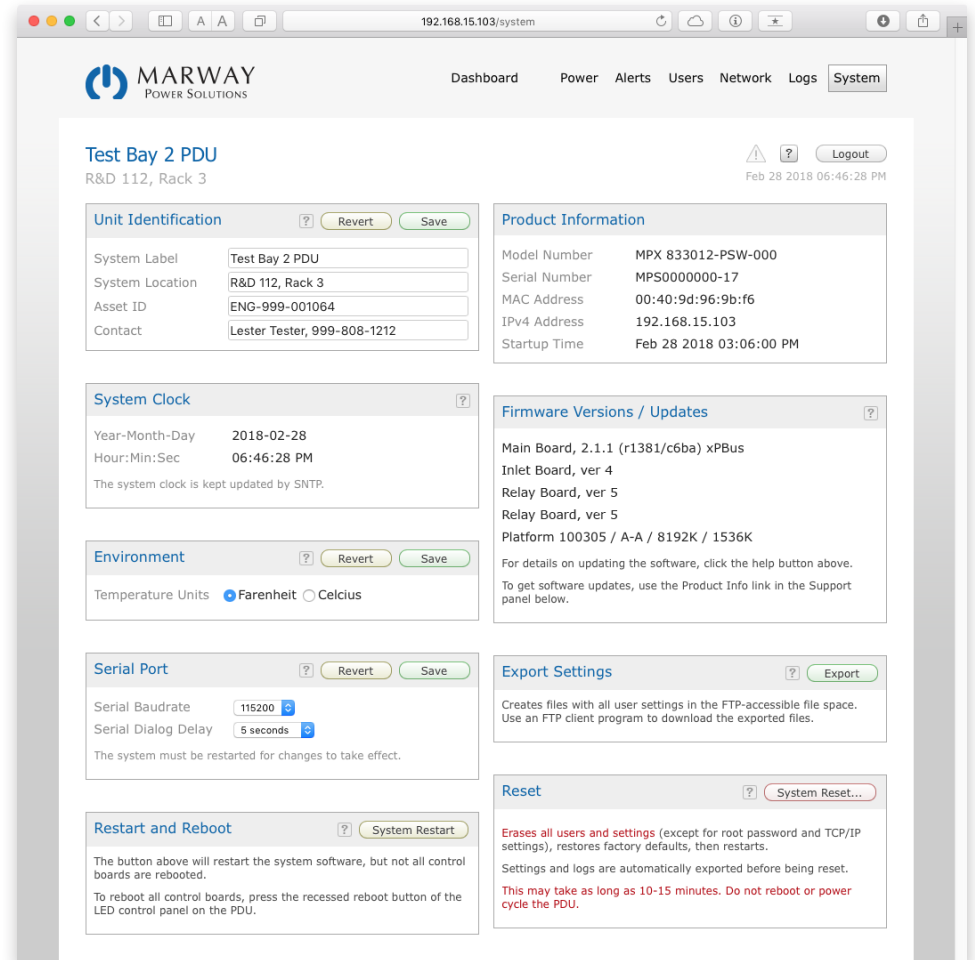 A A
192.168.15.103/system
MARWAY
POWER SOLUTIONS
Dashboard Power Alerts Users Network Logs System
Test Bay 2 PDU
R&D 112, Rack 3
? Logout
Feb 28 2018 06:46:28 PM
Unit Identification ? Revert Save
System Label Test Bay 2 PDU
System Location R&D 112, Rack 3
Asset ID ENG-999-001064
Contact Lester Tester, 999-808-1212
System Clock ?
Year-Month-Day 2018-02-28
Hour:Min:Sec 06:46:28 PM
The system clock is kept updated by SNTP.
Environment ? Revert Save
Temperature Units Farenheit Celcius
Serial Port ? Revert Save
Serial Baudrate 115200
Serial Dialog Delay 5 seconds
The system must be restarted for changes to take effect.
Restart and Reboot ? System Restart
The button above will restart the system software, but not all control
boards are rebooted.
To reboot all control boards, press the recessed reboot button of the
LED control panel on the PDU.
Product Information
Model Number MPX 833012-PSW-000
Serial Number MPS0000000-17
MAC Address 00:40:9d:96:9b:f6
IPv4 Address 192.168.15.103
Startup Time Feb 28 2018 03:06:00 PM
Firmware Versions / Updates ?
Main Board, 2.1.1 (r1381/c6ba) xPBus
Inlet Board, ver 4
Relay Board, ver 5
Relay Board, ver 5
Platform 100305 / A-A / 8192K / 1536K
For details on updating the software, click the help button above.
To get software updates, use the Product Info link in the Support
panel below.
Export Settings ? Export
Creates files with all user settings in the FTP-accessible file space.
Use an FTP client program to download the exported files.
Reset ? System Reset...
Erases all users and settings (except for root password and TCP/IP
settings), restores factory defaults, then restarts.
Settings and logs are automatically exported before being reset.
This may take as long as 10-15 minutes. Do not reboot or power
cycle the PDU.